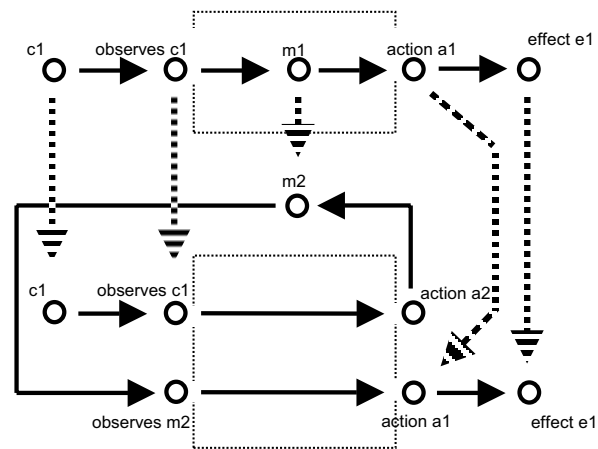 c1
observes c1
m1
action a1
effect e1
m2
c1
observes c1
action a2
observes m2
action a1
effect e1